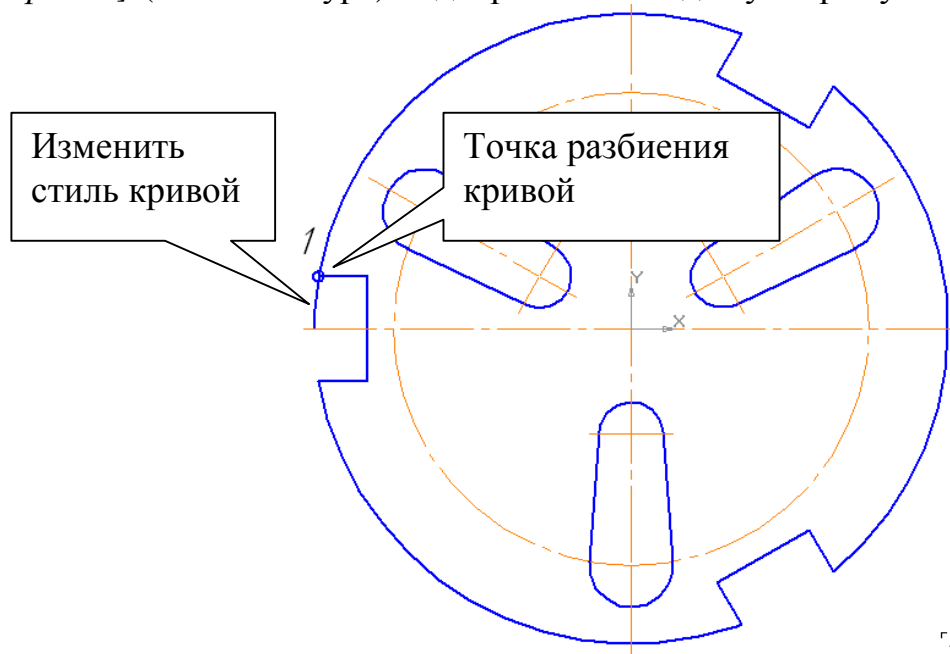 Изменить
стиль кривой
Точка разбиения
кривой
1
Y
X